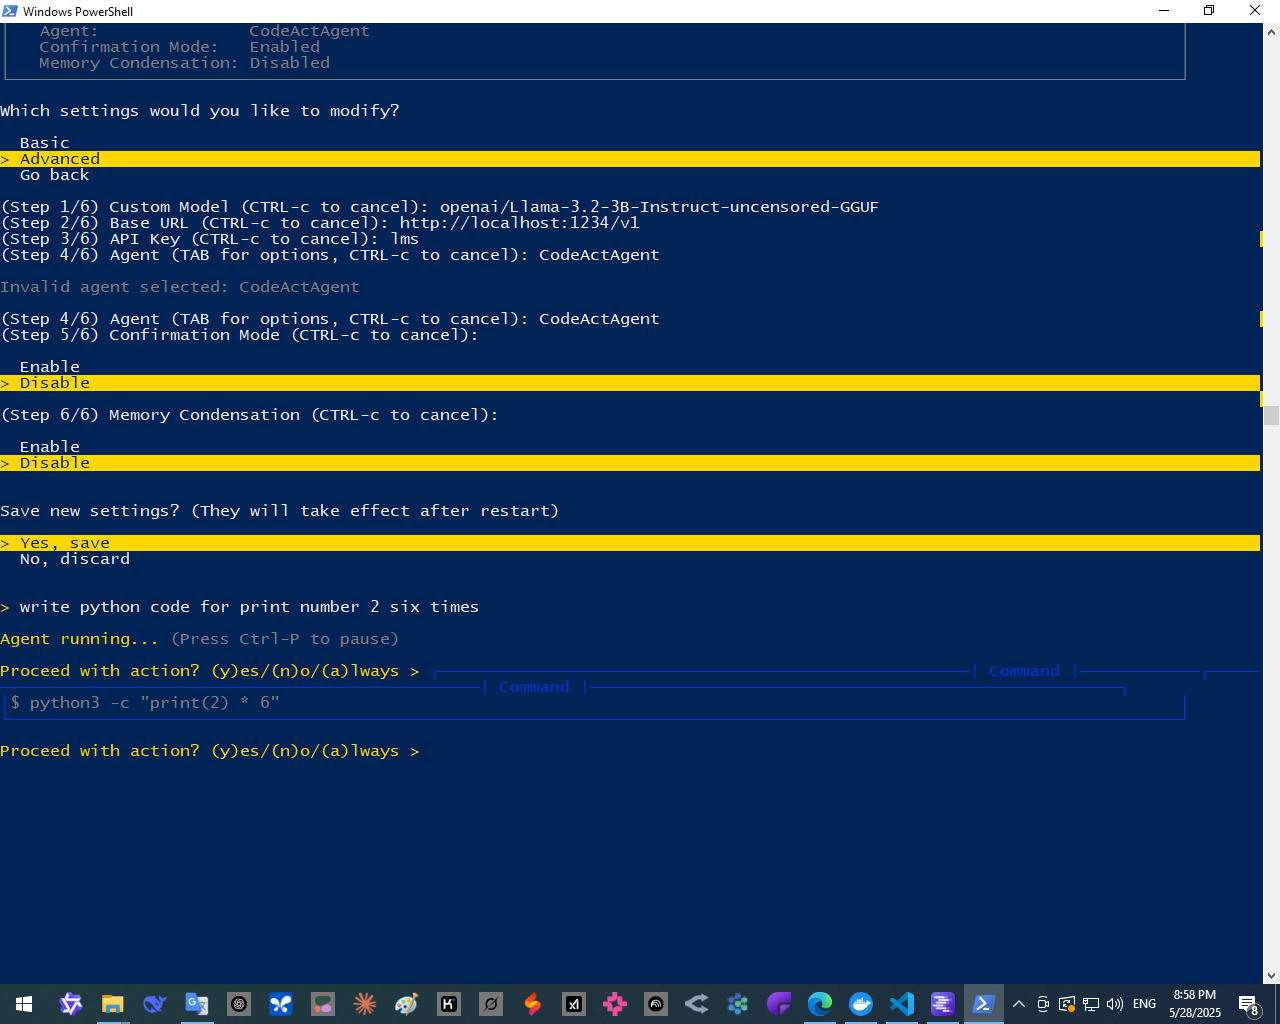 Windows PowerShell
Agent: CodeActAgent
Confirmation Mode: Enabled
Memory Condensation: Disabled
Which settings would you like to modify?
Basic
> Advanced
Go back
(Step 1/6) Custom Model (CTRL-c to cancel): openai/Llama-3.2-3B-Instruct-uncensored-GGUF
(Step 2/6) Base URL (CTRL-c to cancel): http://localhost:1234/v1
(Step 3/6) API Key (CTRL-c to cancel): lms
(Step 4/6) Agent (TAB for options, CTRL-c to cancel): CodeActAgent
Invalid agent selected: CodeActAgent
(Step 4/6) Agent (TAB for options, CTRL-c to cancel): CodeActAgent
(Step 5/6) Confirmation Mode (CTRL-c to cancel):
Enable
> Disable
(Step 6/6) Memory Condensation (CTRL-c to cancel):
Enable
> Disable
Save new settings? (They will take effect after restart)
> Yes, save
No, discard
> write python code for print number 2 six times
Agent running... (Press Ctrl-P to pause)
Proceed with action? (y)es/(n)o/(a)lways > | Command |
| Command |
$ python3 -c "print(2) * 6"
Proceed with action? (y)es/(n)o/(a)lways >
ENG
8:58 PM
5/28/2025
8